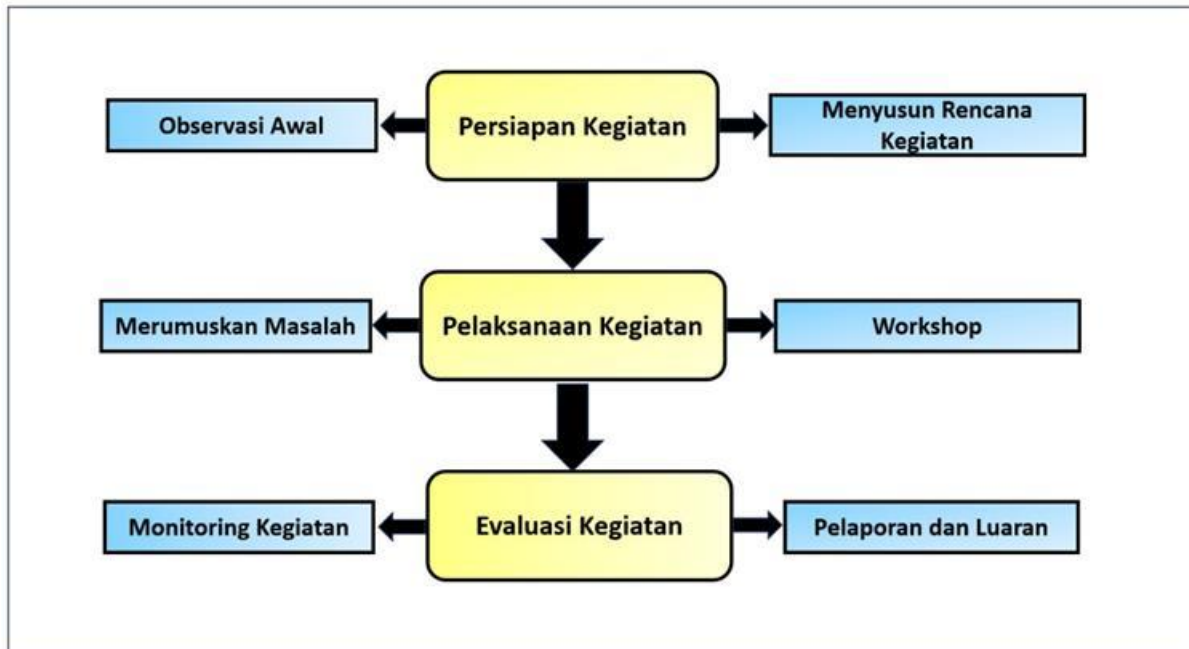 Observasi Awal
Persiapan Kegiatan
Menyusun Rencana
Kegiatan
Merumuskan Masalah
Pelaksanaan Kegiatan
Workshop
Monitoring Kegiatan
Evaluasi Kegiatan
Pelaporan dan Luaran